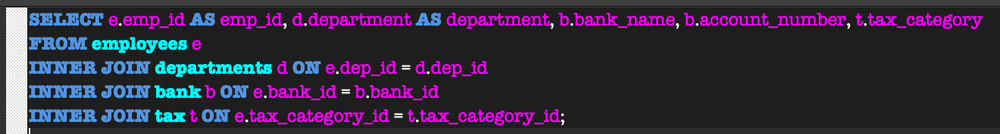 SELECT e.emp_id AS emp_id, d.department AS department, b.bank_name, b.account_number, t.tax_category
FROM employees e
INNER JOIN departments d ON e.dep_id = d.dep_id
INNER JOIN bank b ON e.bank_id = b.bank_id
INNER JOIN tax t ON e.tax_category_id = t.tax_category_id;